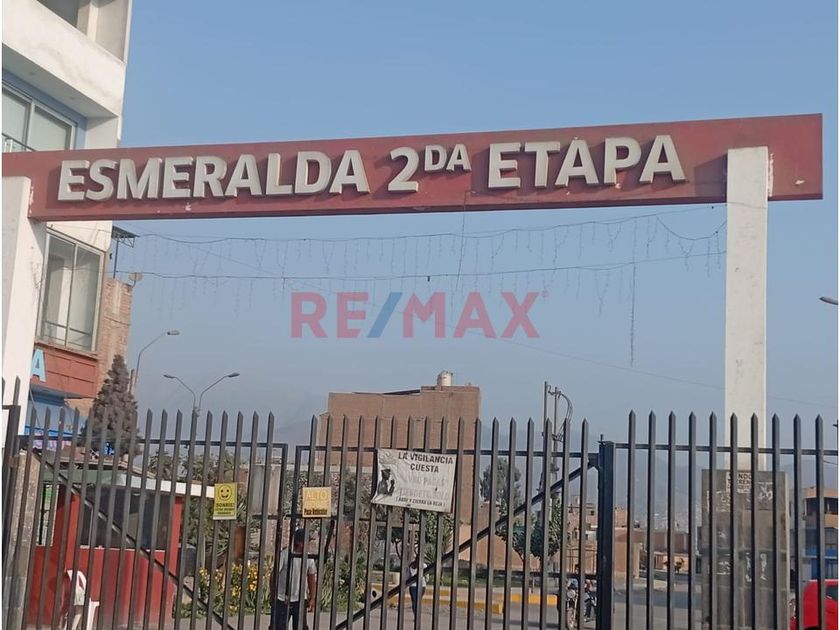 ESMERALDA 2DA ETAPA
RE/MAX
A
LA VIGILANCIA
CUESTA
ALTO
SONRIE